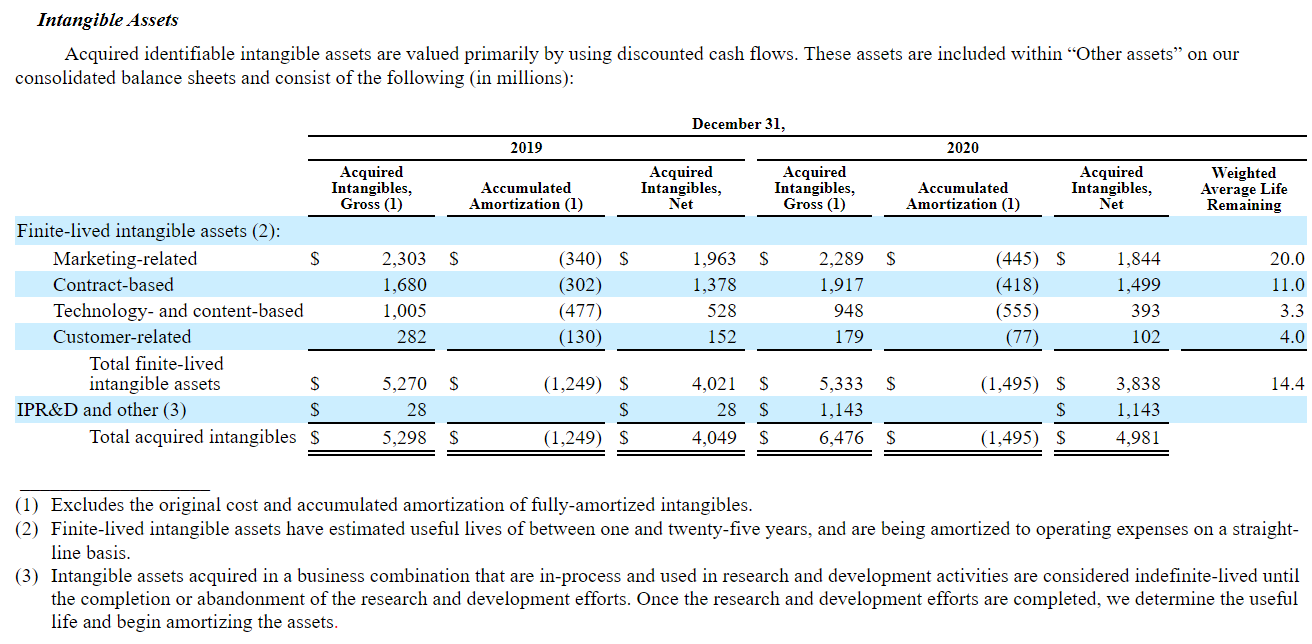 Intangible Assets
Acquired identifiable intangible assets are valued primarily by using discounted cash flows. These assets are included within “Other assets” on our
consolidated balance sheets and consist of the following (in millions):
December 31,
2019 2020
Acquired Intangibles, Gross (1) Accumulated Amortization (1) Acquired Intangibles, Net Acquired Intangibles, Gross (1) Accumulated Amortization (1) Acquired Intangibles, Net Weighted Average Life Remaining
Finite-lived intangible assets (2):
Marketing-related $ 2,303 $ (340) $ 1,963 $ 2,289 $ (445) $ 1,844 20.0
Contract-based 1,680 (302) 1,378 1,917 (418) 1,499 11.0
Technology- and content-based 1,005 (477) 528 948 (555) 393 3.3
Customer-related 282 (130) 152 179 (77) 102 4.0
Total finite-lived
intangible assets $ 5,270 $ (1,249) $ 4,021 $ 5,333 $ (1,495) $ 3,838 14.4
IPR&D and other (3) $ 28 $ 28 $ 1,143 $ 1,143
Total acquired intangibles $ 5,298 $ (1,249) $ 4,049 $ 6,476 $ (1,495) $ 4,981
(1) Excludes the original cost and accumulated amortization of fully-amortized intangibles.
(2) Finite-lived intangible assets have estimated useful lives of between one and twenty-five years, and are being amortized to operating expenses on a straight-
line basis.
(3) Intangible assets acquired in a business combination that are in-process and used in research and development activities are considered indefinite-lived until
the completion or abandonment of the research and development efforts. Once the research and development efforts are completed, we determine the useful
life and begin amortizing the assets.